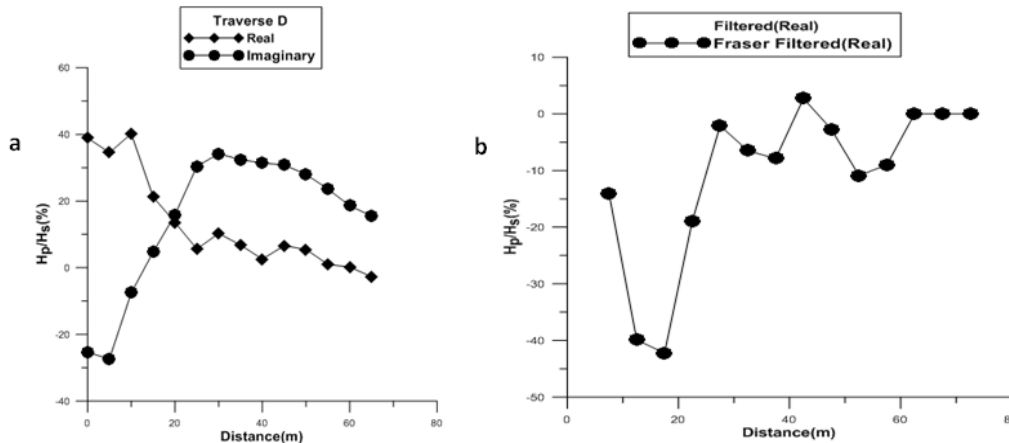 a
Traverse D
Real
Imaginary
60
40
20
0
-20
-40
0
20
40
60
80
Hp/Hs(%)
Distance(m)
b
Filtered(Real)
Fraser Filtered(Real)
10
0
-10
-20
-30
-40
-50
0
20
40
60
80
Hp/Hs(%)
Distance(m)